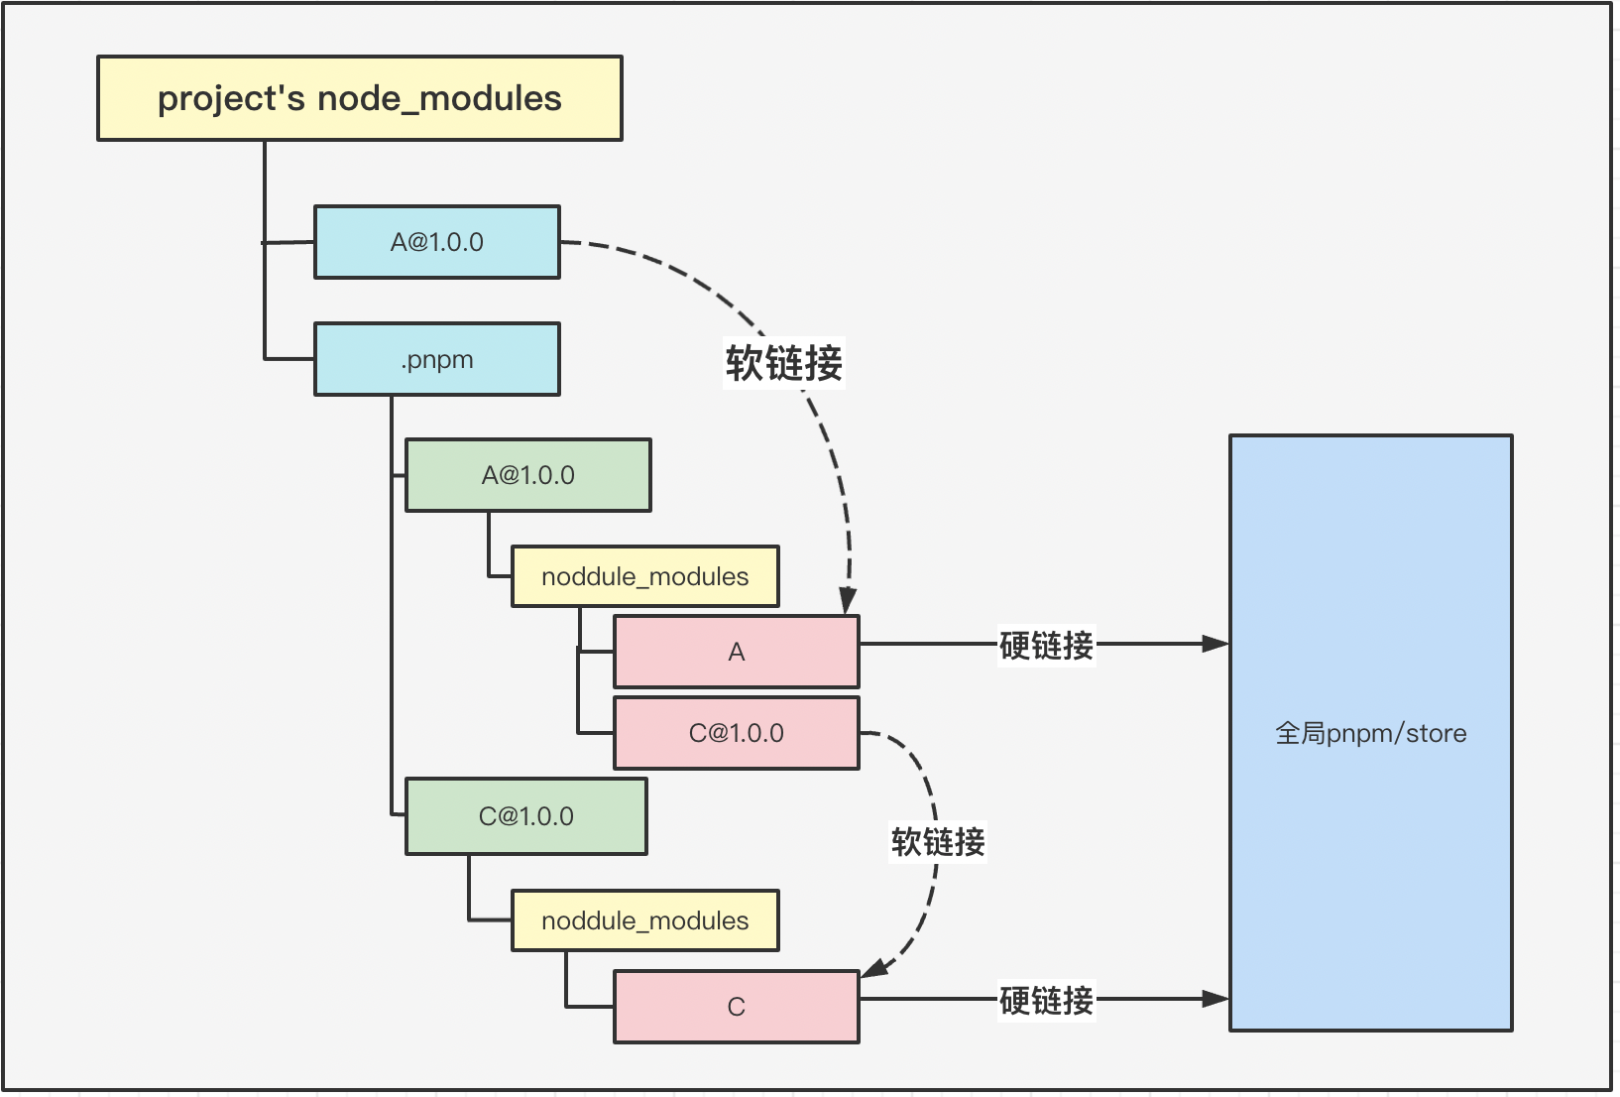 project's node_modules
A@1.0.0
.pnpm
软链接
A@1.0.0
noddule_modules
A
硬链接
C@1.0.0
全局pnpm/store
C@1.0.0
软链接
noddule_modules
C
硬链接